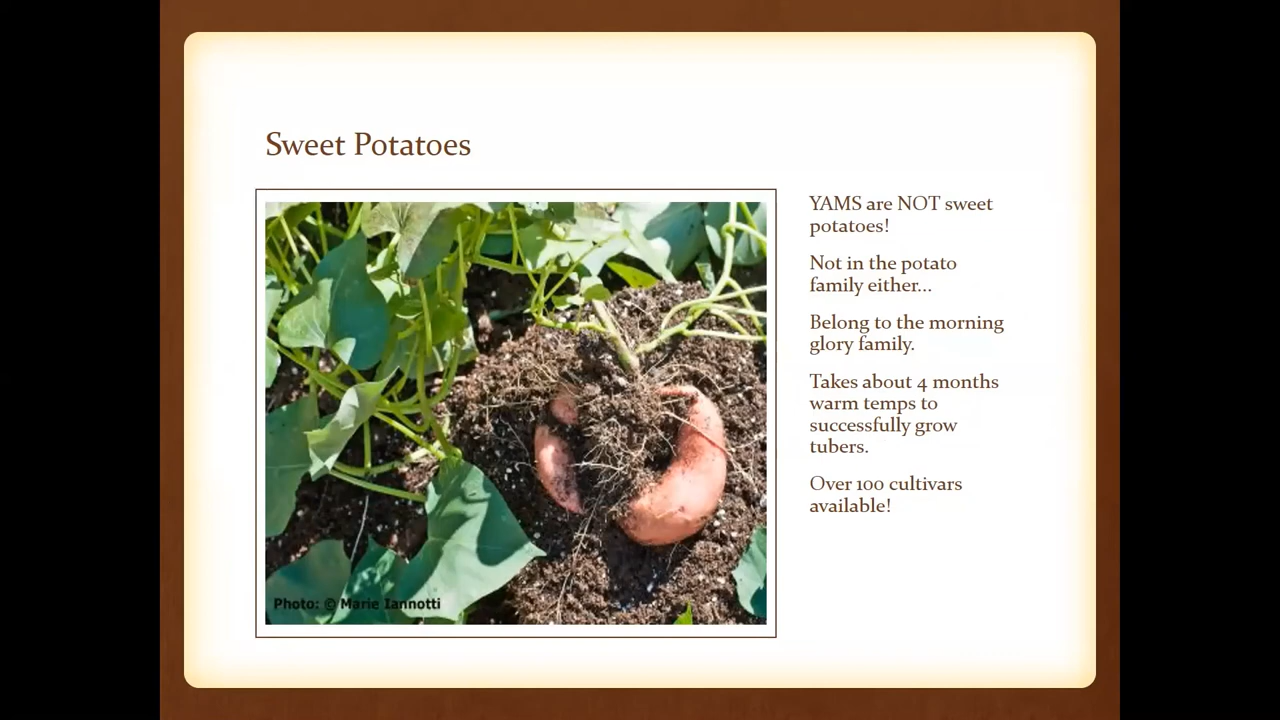 Sweet Potatoes
YAMS are NOT sweet
potatoes!
Not in the potato
family either...
Belong to the morning
glory family.
Takes about 4 months
warm temps to
successfully grow
tubers.
Over 100 cultivars
available!
Photo: © Marie Iannotti